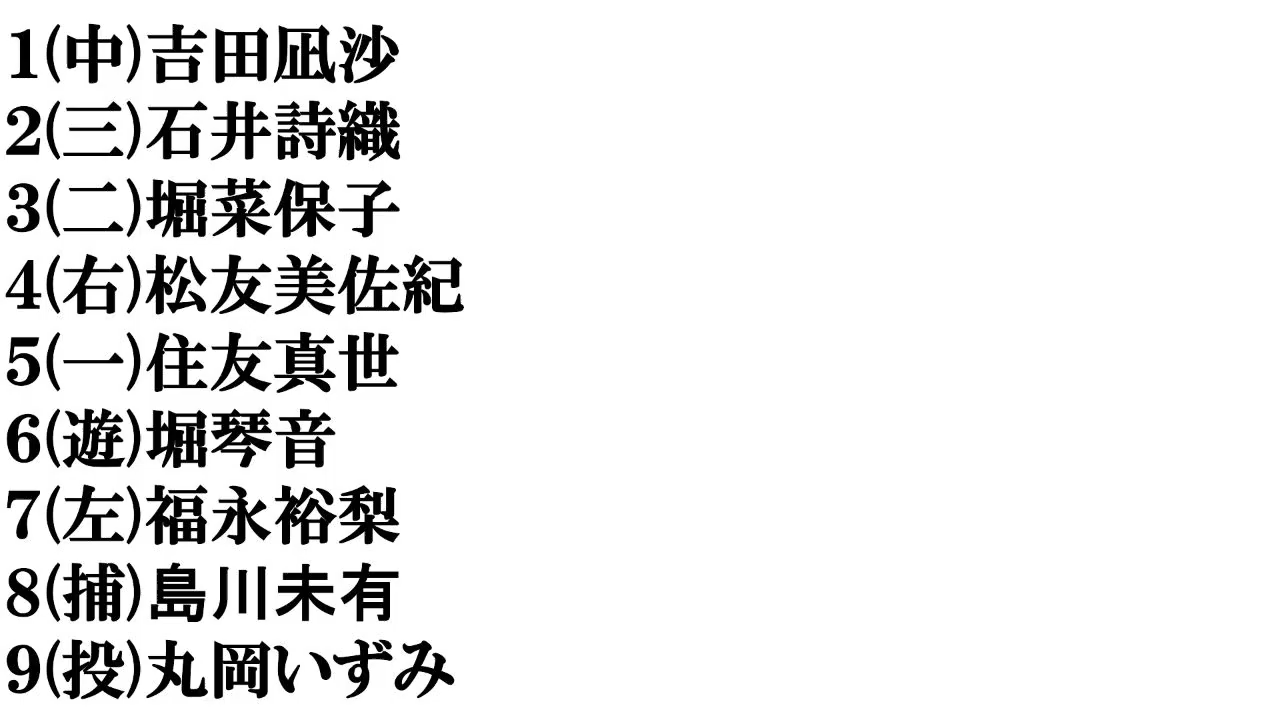 1(中)吉田凪沙
2(三)石井詩織
3(二)堀菜保子
4(右)松友美佐紀
5(一)住友真世
6(遊)堀琴音
7(左)福永裕梨
8(捕)島川未有
9(投)丸岡いずみ